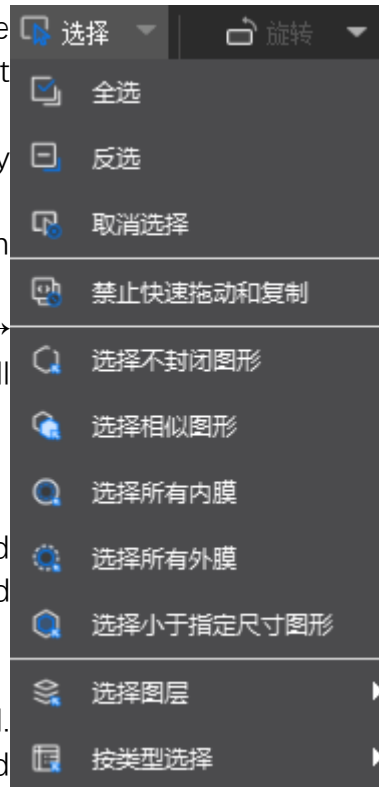 选择 旋转
全选
反选
取消选择
禁止快速拖动和复制
选择不封闭图形
选择相似图形
选择所有内膜
选择所有外膜
选择小于指定尺寸图形
选择图层
按类型选择